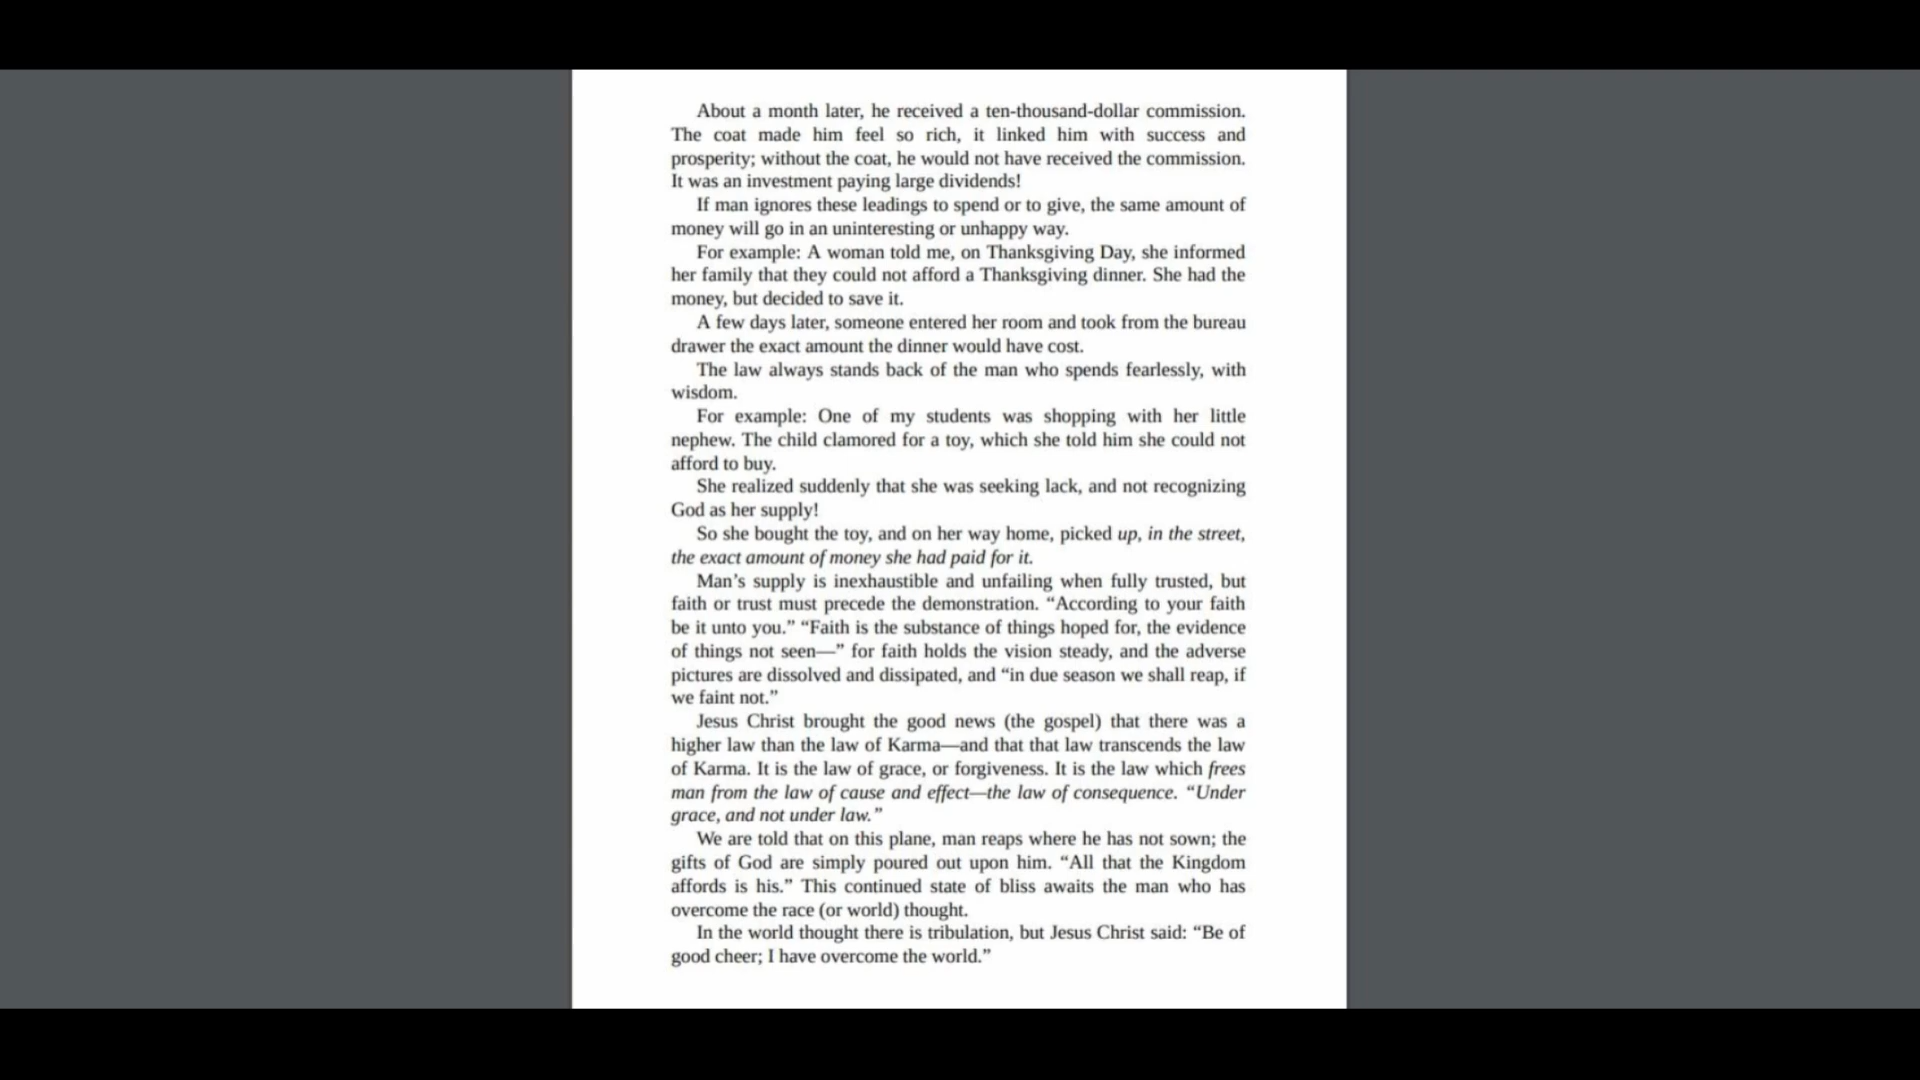 About a month later, he received a ten-thousand-dollar commission.
The coat made him feel so rich, it linked him with success and
prosperity; without the coat, he would not have received the commission.
It was an investment paying large dividends!
If man ignores these leadings to spend or to give, the same amount of
money will go in an uninteresting or unhappy way.
For example: A woman told me, on Thanksgiving Day, she informed
her family that they could not afford a Thanksgiving dinner. She had the
money, but decided to save it.
A few days later, someone entered her room and took from the bureau
drawer the exact amount the dinner would have cost.
The law always stands back of the man who spends fearlessly, with
wisdom.
For example: One of my students was shopping with her little
nephew. The child clamored for a toy, which she told him she could not
afford to buy.
She realized suddenly that she was seeking lack, and not recognizing
God as her supply!
So she bought the toy, and on her way home, picked up, in the street,
the exact amount of money she had paid for it.
Man’s supply is inexhaustible and unfailing when fully trusted, but
faith or trust must precede the demonstration. “According to your faith
be it unto you.” “Faith is the substance of things hoped for, the evidence
of things not seen—” for faith holds the vision steady, and the adverse
pictures are dissolved and dissipated, and “in due season we shall reap, if
we faint not.”
Jesus Christ brought the good news (the gospel) that there was a
higher law than the law of Karma—and that that law transcends the law
of Karma. It is the law of grace, or forgiveness. It is the law which frees
man from the law of cause and effect—the law of consequence. “Under
grace, and not under law.”
We are told that on this plane, man reaps where he has not sown; the
gifts of God are simply poured out upon him. “All that the Kingdom
affords is his.” This continued state of bliss awaits the man who has
overcome the race (or world) thought.
In the world thought there is tribulation, but Jesus Christ said: “Be of
good cheer; I have overcome the world.”